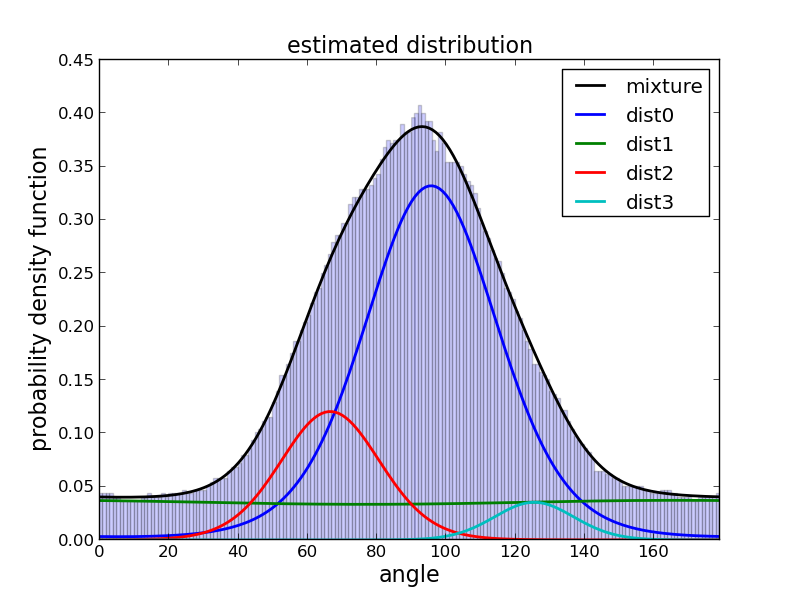 estimated distribution
0.45
0.40
0.35
0.30
0.25
0.20
0.15
0.10
0.05
0.00
probability density function
mixture
dist0
dist1
dist2
dist3
0 20 40 60 80 100 120 140 160
angle